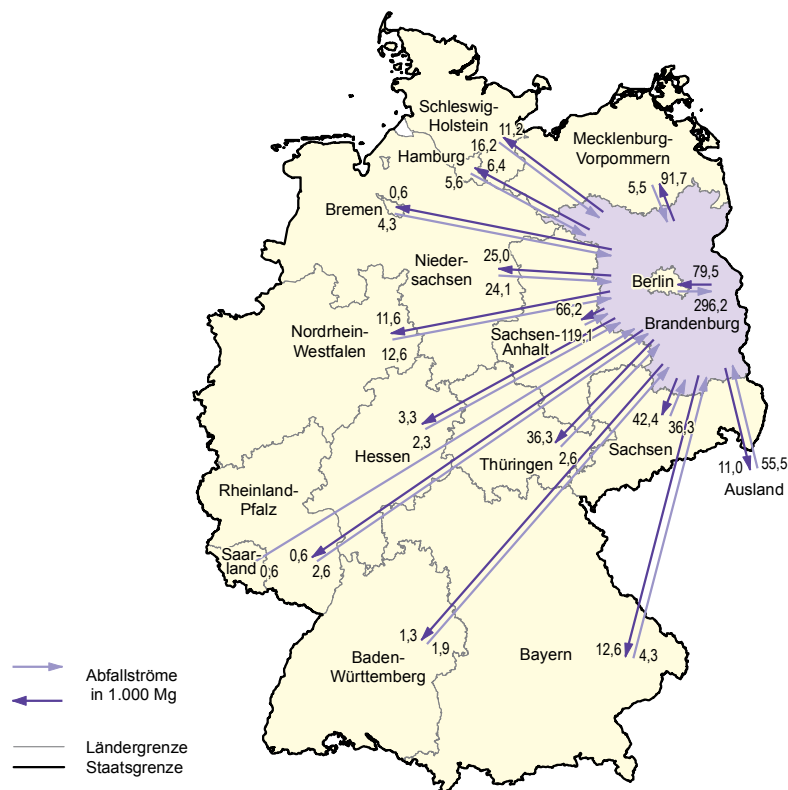 Schleswig-
Holstein
11,2
16,2
Mecklenburg-
Vorpommern
Hamburg
6,4
5,6
5,5
91,7
0,6
Bremen
4,3
Nieder-
sachsen
25,0
24,1
Berlin
79,5
296,2
Brandenburg
66,2
11,6
Nordrhein-
Westfalen
12,6
Sachsen-
Anhalt
119,1
3,3
2,3
Hessen
36,3
2,6
Thüringen
42,4
36,3
Sachsen
11,0
55,5
Ausland
Rheinland-
Pfalz
Saar-
land
0,6
0,6
2,6
1,3
1,9
Baden-
Württemberg
Bayern
12,6
4,3
Abfallströme
in 1.000 Mg
Ländergrenze
Staatsgrenze